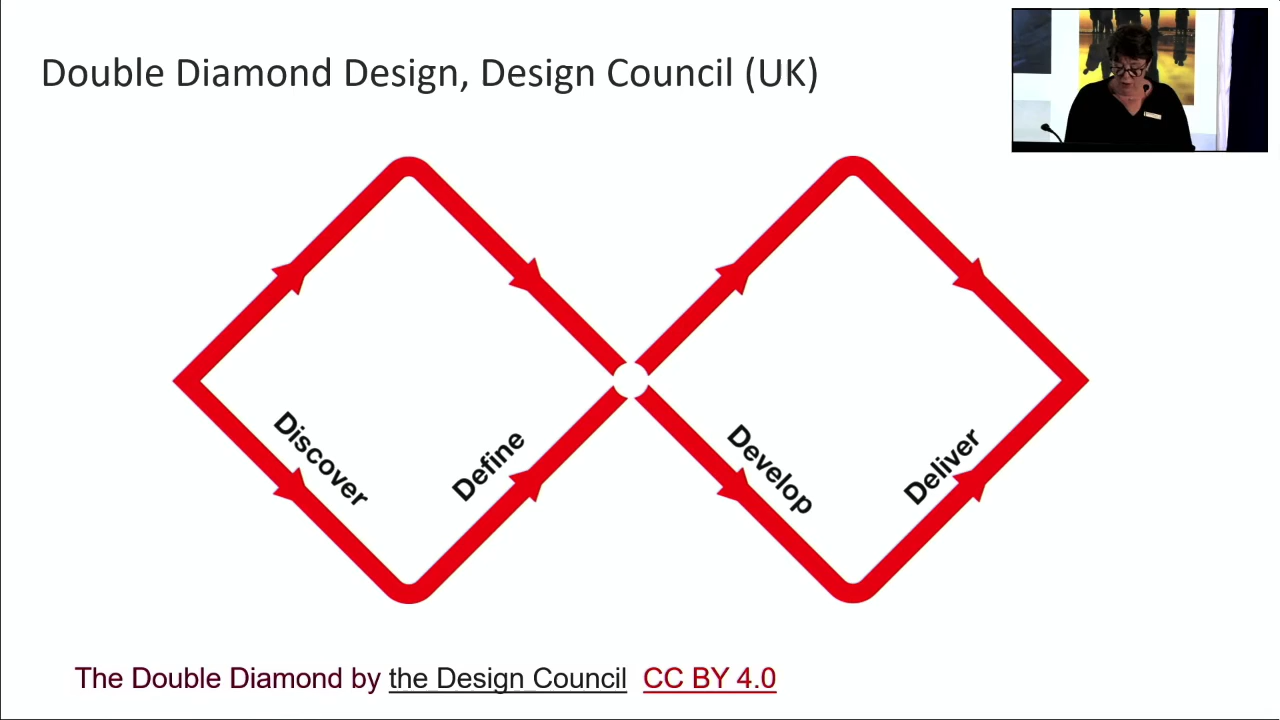 Double Diamond Design, Design Council (UK)
Discover
Define
Develop
Deliver
The Double Diamond by the Design Council CC BY 4.0